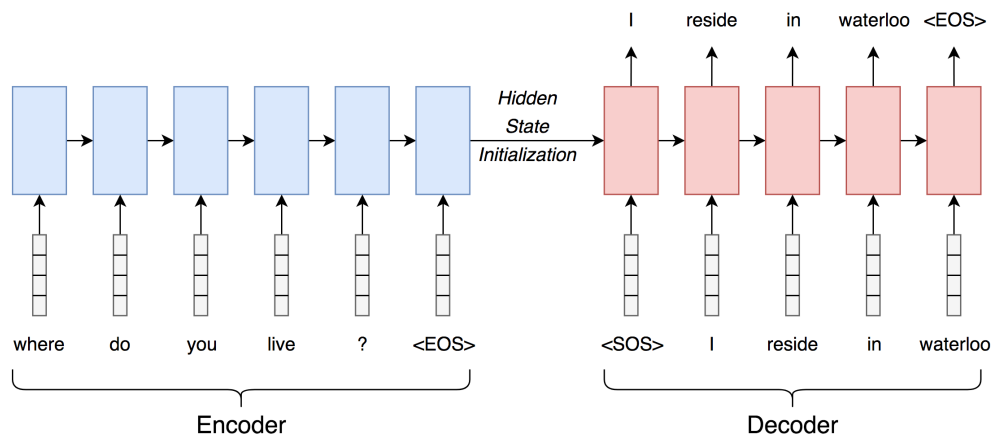 I reside in waterloo <EOS>
Hidden
State
Initialization
where do you live ? <EOS>
<SOS> I reside in waterloo
Encoder
Decoder